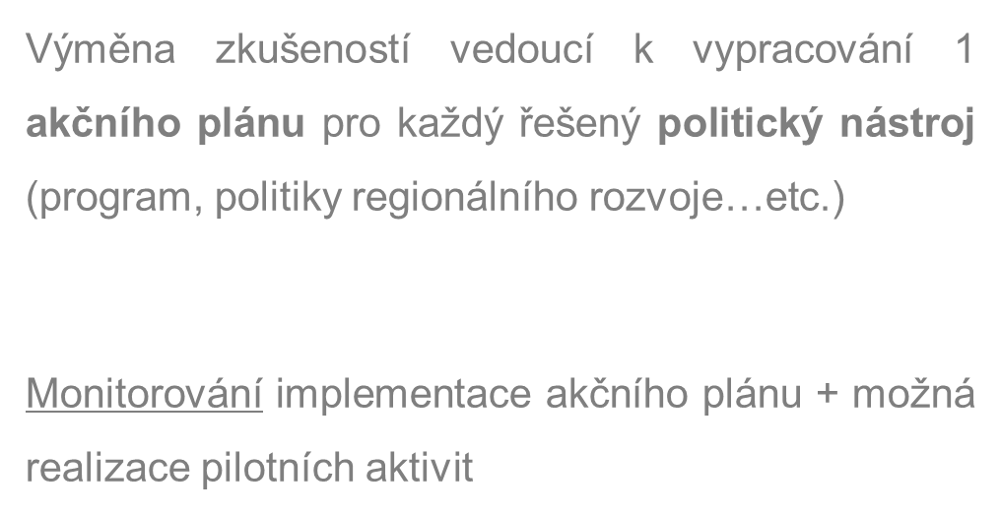 Výměna zkušeností vedoucí k vypracování 1
akčního plánu pro každý řešený politický nástroj
(program, politiky regionálního rozvoje…etc.)
Monitorování implementace akčního plánu + možná
realizace pilotních aktivit